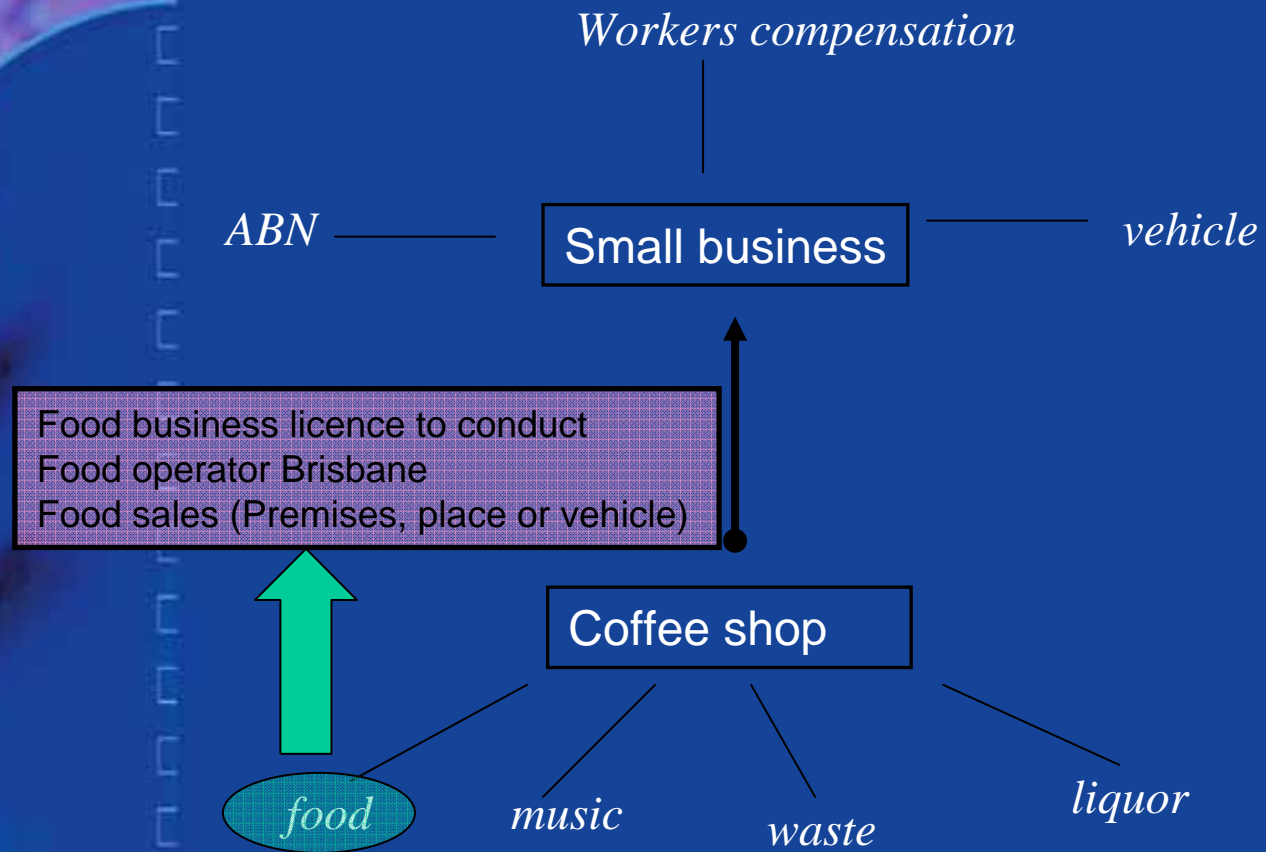 Workers compensation
ABN
Small business
vehicle
Food business licence to conduct
Food operator Brisbane
Food sales (Premises, place or vehicle)
Coffee shop
food
music
waste
liquor